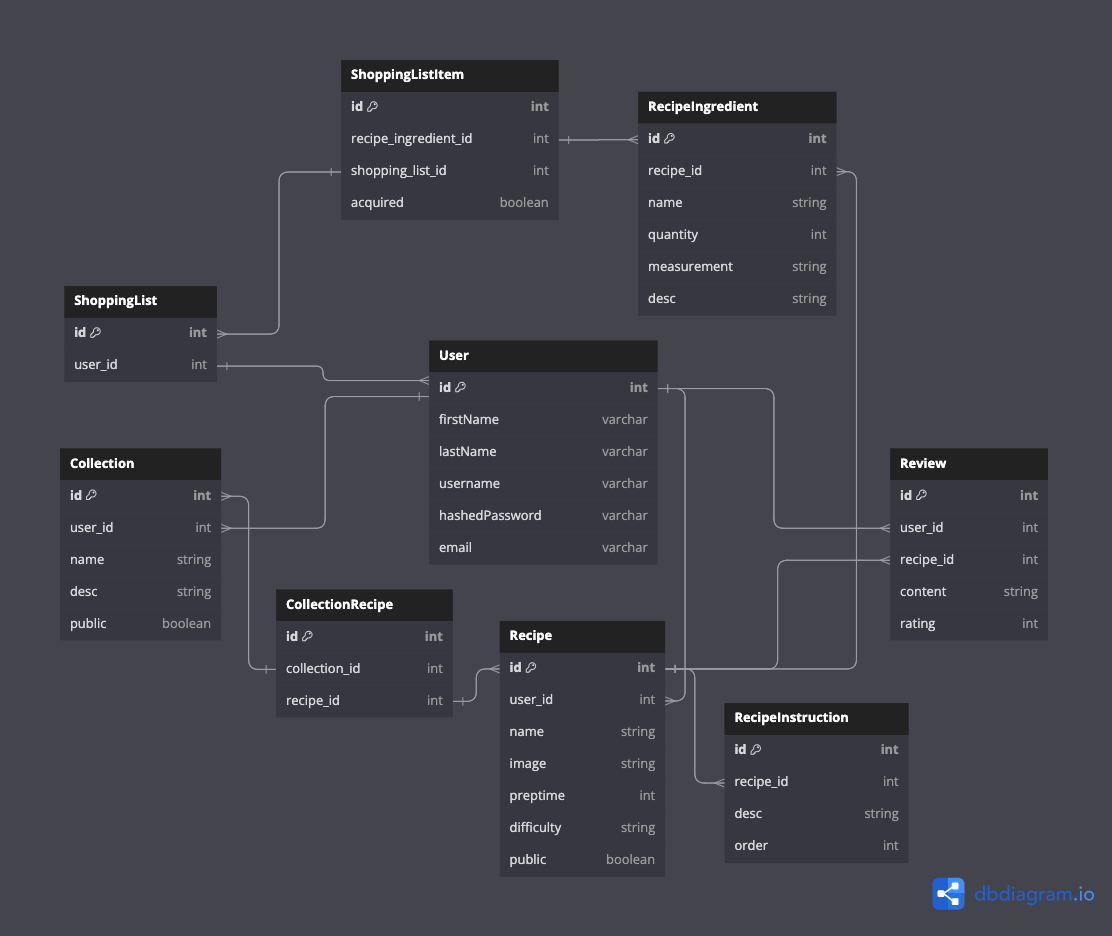 ShoppingListItem
id int
recipe_ingredient_id int
shopping_list_id int
acquired boolean
RecipeIngredient
id int
recipe_id int
name string
quantity int
measurement string
desc string
ShoppingList
id int
user_id int
User
id int
firstName varchar
lastName varchar
username varchar
hashedPassword varchar
email varchar
Collection
id int
user_id int
name string
desc string
public boolean
Review
id int
user_id int
recipe_id int
content string
rating int
CollectionRecipe
id int
collection_id int
recipe_id int
Recipe
id int
user_id int
name string
image string
preptime int
difficulty string
public boolean
RecipeInstruction
id int
recipe_id int
desc string
order int
dbdiagram.io